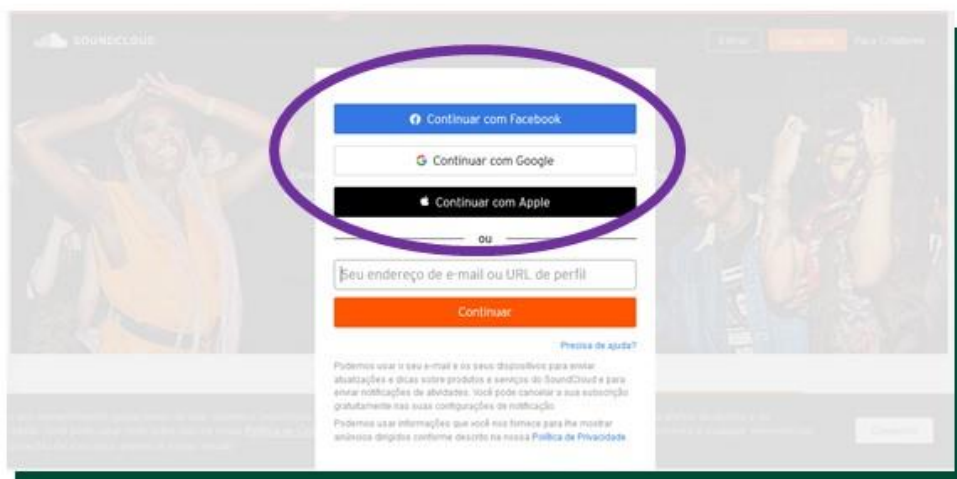 SOUNDCLOUD
Entrar
Para Criadores
Continuar com Facebook
Continuar com Google
Continuar com Apple
ou
Seu endereço de e-mail ou URL de perfil
Continuar
Precisa de ajuda?
Podemos usar o seu e-mail e os seus dispositivos para enviar
atualizações e dicas sobre produtos e serviços do SoundCloud e para
enviar notificações de atividades. Você pode cancelar a sua subscrição
gratuitamente nas suas configurações de notificação.
Podemos usar informações que você nos fornece para lhe mostrar
anúncios dirigidos conforme descrito na nossa Política de Privacidade